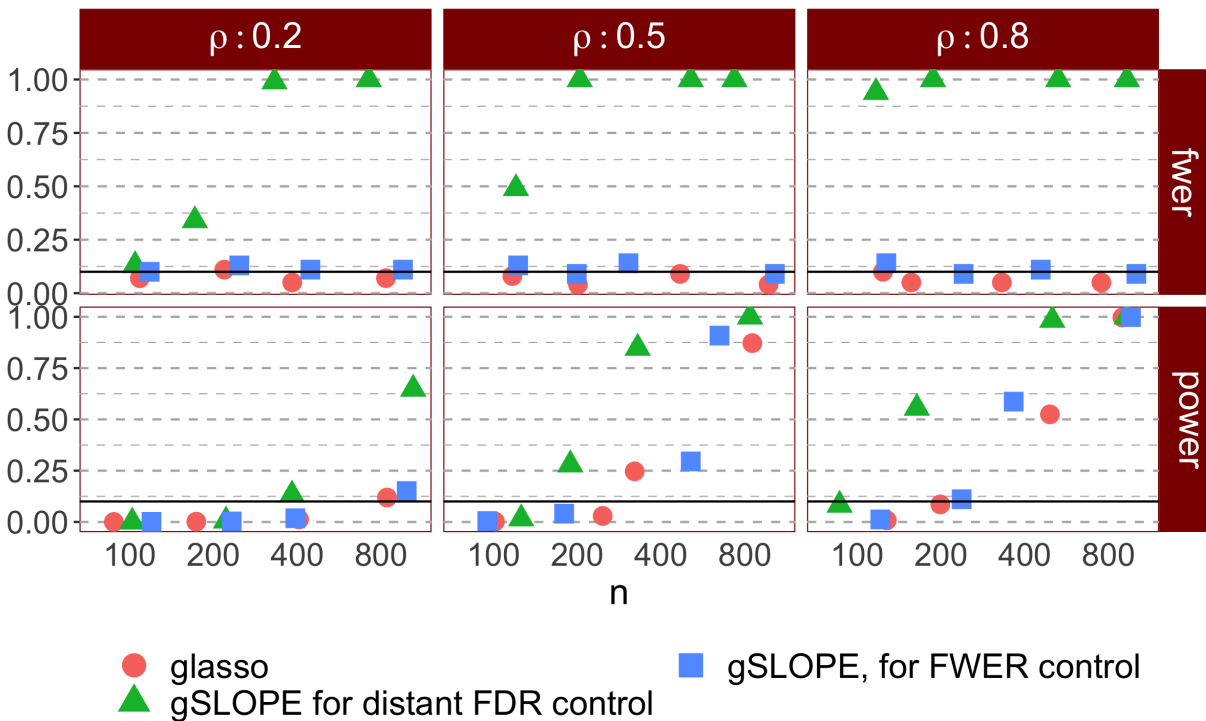 ρ : 0.2 ρ : 0.5 ρ : 0.8
1.00
0.75
0.50
0.25
0.00
fwer
1.00
0.75
0.50
0.25
0.00
power
100 200 400 800 100 200 400 800 100 200 400 800
n
glasso
gSLOPE for distant FDR control
gSLOPE, for FWER control